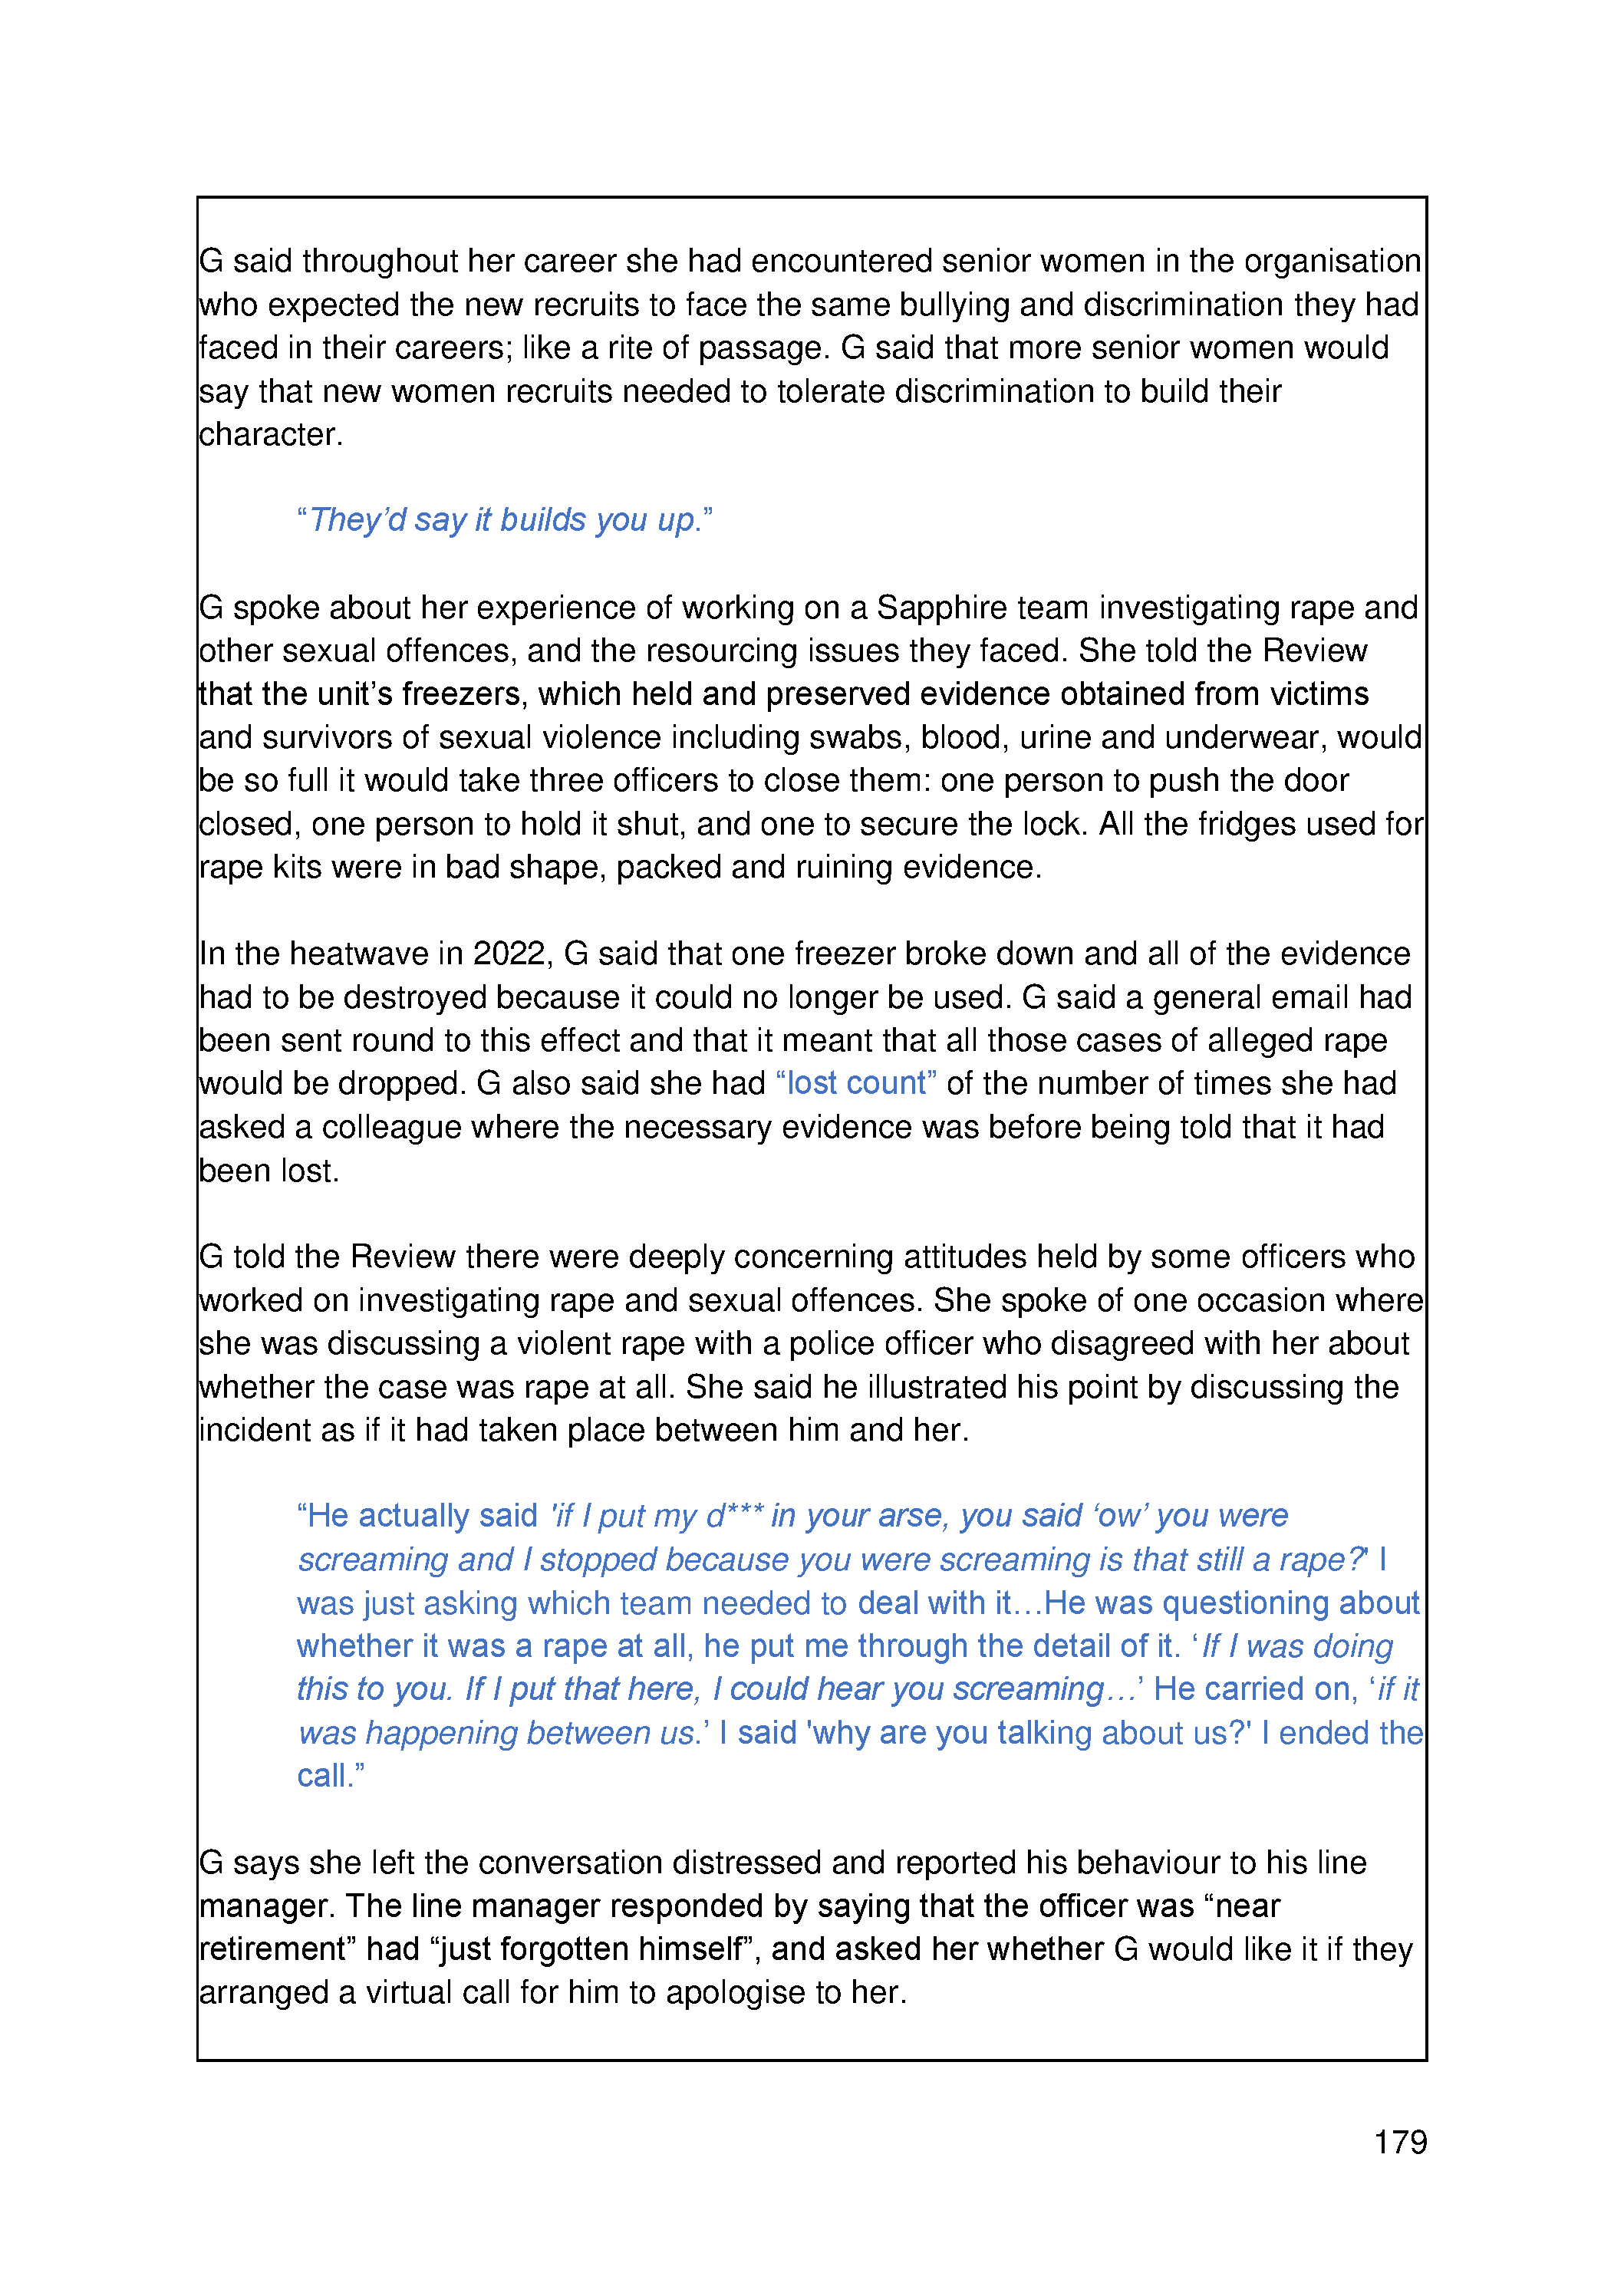 G said throughout her career she had encountered senior women in the organisation
who expected the new recruits to face the same bullying and discrimination they had
faced in their careers; like a rite of passage. G said that more senior women would
say that new women recruits needed to tolerate discrimination to build their
character.
“They’d say it builds you up.”
G spoke about her experience of working on a Sapphire team investigating rape and
other sexual offences, and the resourcing issues they faced. She told the Review
that the unit’s freezers, which held and preserved evidence obtained from victims
and survivors of sexual violence including swabs, blood, urine and underwear, would
be so full it would take three officers to close them: one person to push the door
closed, one person to hold it shut, and one to secure the lock. All the fridges used for
rape kits were in bad shape, packed and ruining evidence.
In the heatwave in 2022, G said that one freezer broke down and all of the evidence
had to be destroyed because it could no longer be used. G said a general email had
been sent round to this effect and that it meant that all those cases of alleged rape
would be dropped. G also said she had “lost count” of the number of times she had
asked a colleague where the necessary evidence was before being told that it had
been lost.
G told the Review there were deeply concerning attitudes held by some officers who
worked on investigating rape and sexual offences. She spoke of one occasion where
she was discussing a violent rape with a police officer who disagreed with her about
whether the case was rape at all. She said he illustrated his point by discussing the
incident as if it had taken place between him and her.
“He actually said 'if I put my d*** in your arse, you said ‘ow’ you were
screaming and I stopped because you were screaming is that still a rape?' I
was just asking which team needed to deal with it…He was questioning about
whether it was a rape at all, he put me through the detail of it. ‘If I was doing
this to you. If I put that here, I could hear you screaming…’ He carried on, ‘if it
was happening between us.’ I said 'why are you talking about us?' I ended the
call.”
G says she left the conversation distressed and reported his behaviour to his line
manager. The line manager responded by saying that the officer was “near
retirement” had “just forgotten himself”, and asked her whether G would like it if they
arranged a virtual call for him to apologise to her.
179